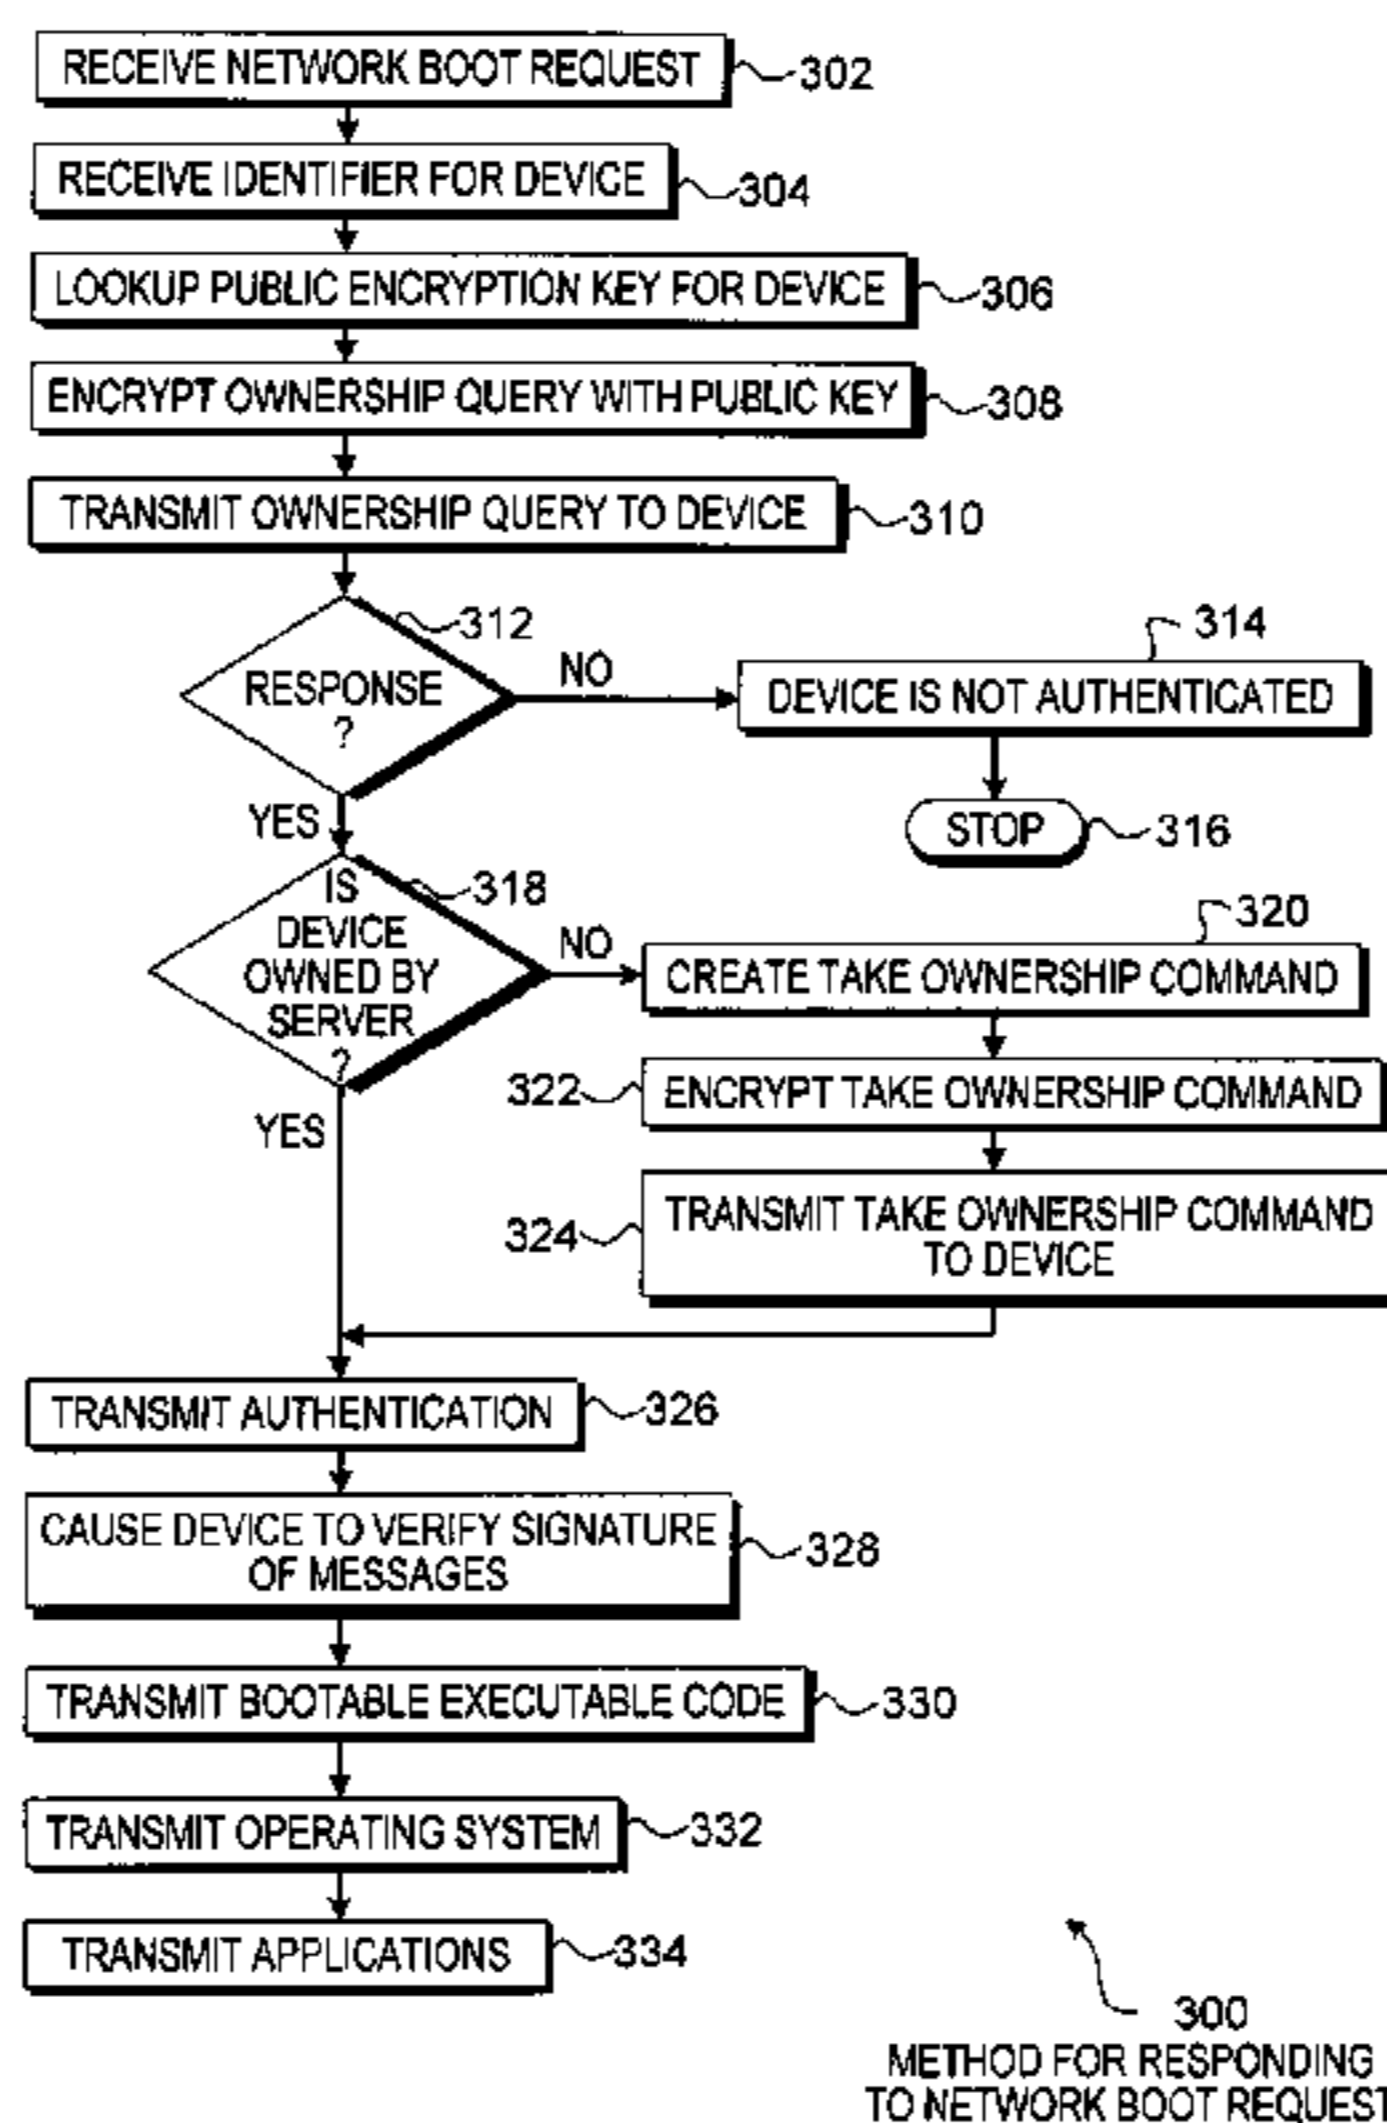 RECEIVE NETWORK BOOT REQUEST
302
RECEIVE IDENTIFIER FOR DEVICE
304
LOOKUP PUBLIC ENCRYPTION KEY FOR DEVICE
306
ENCRYPT OWNERSHIP QUERY WITH PUBLIC KEY
308
TRANSMIT OWNERSHIP QUERY TO DEVICE
310
312
RESPONSE
?
NO
314
DEVICE IS NOT AUTHENTICATED
STOP
316
YES
318
IS
DEVICE
OWNED BY
SERVER
?
NO
320
CREATE TAKE OWNERSHIP COMMAND
322
ENCRYPT TAKE OWNERSHIP COMMAND
324
TRANSMIT TAKE OWNERSHIP COMMAND
TO DEVICE
YES
TRANSMIT AUTHENTICATION
326
CAUSE DEVICE TO VERIFY SIGNATURE
OF MESSAGES
328
TRANSMIT BOOTABLE EXECUTABLE CODE
330
TRANSMIT OPERATING SYSTEM
332
TRANSMIT APPLICATIONS
334
300
METHOD FOR RESPONDING
TO NETWORK BOOT REQUEST